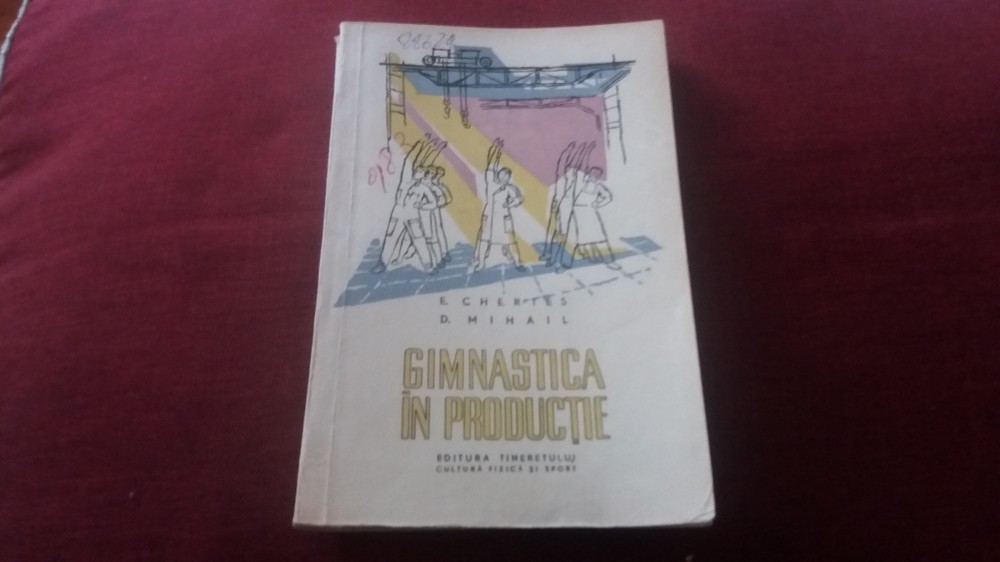 E. CHERTES
D. MIHAIL
GIMNASTICA
ÎN PRODUCȚIE
EDITURA TINERETULUI
CULTURĂ FIZICĂ ȘI SPORT